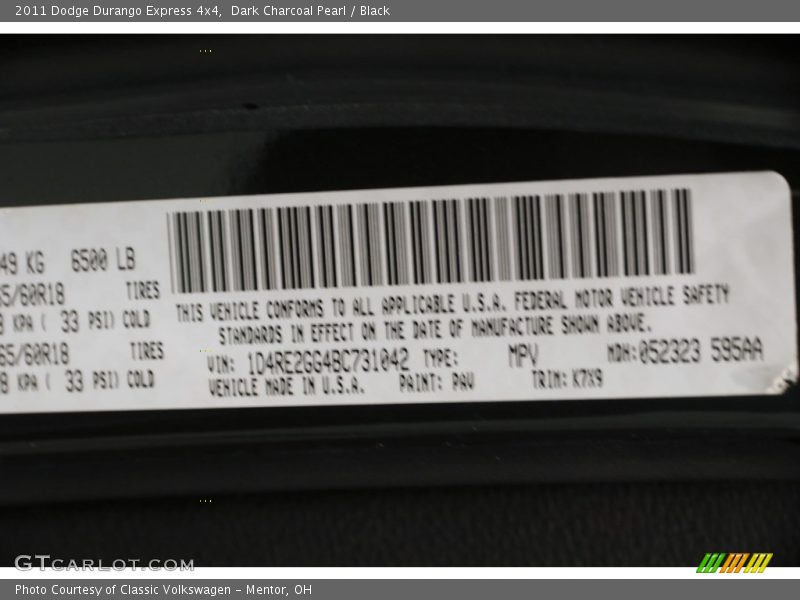 2011 Dodge Durango Express 4x4,  Dark Charcoal Pearl / Black
49 KG 6500 LB
65/60R18 TIRES
8 KPA ( 33 PSI) COLD
65/60R18 TIRES
8 KPA ( 33 PSI) COLD
THIS VEHICLE CONFORMS TO ALL APPLICABLE U.S.A. FEDERAL MOTOR VEHICLE SAFETY
STANDARDS IN EFFECT ON THE DATE OF MANUFACTURE SHOWN ABOVE.
VIN: 1D4RE2GG4BC731042 TYPE: MPV MDH:052323 595AA
VEHICLE MADE IN U.S.A. PAINT: PAU TRIM: K7X9
GTCARLOT.COM
Photo Courtesy of Classic Volkswagen – Mentor, OH